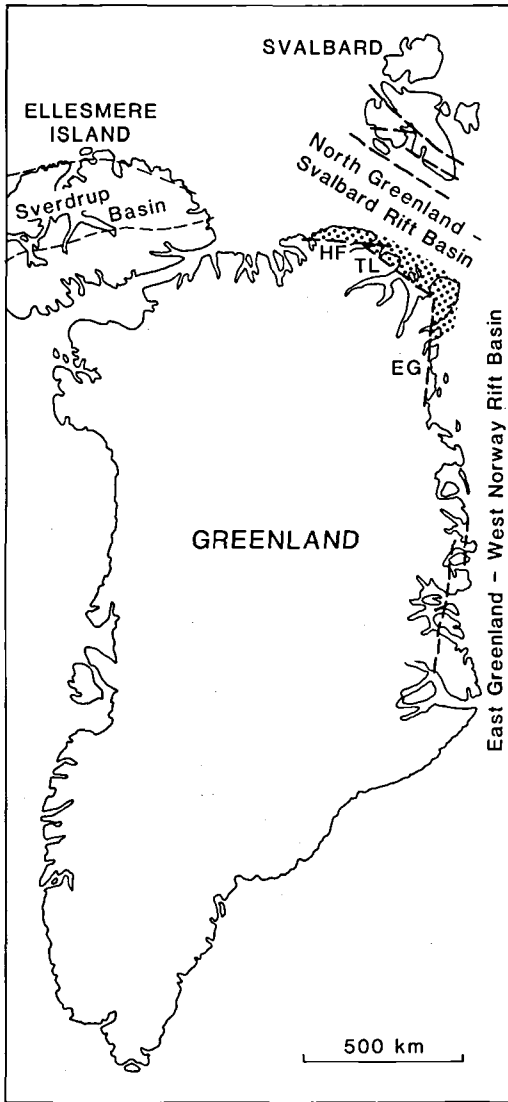 SVALBARD
ELLESMERE
ISLAND
Sverdrup Basin
North Greenland –
Svalbard Rift Basin
HF
TL
EG
GREENLAND
East Greenland – West Norway Rift Basin
500 km